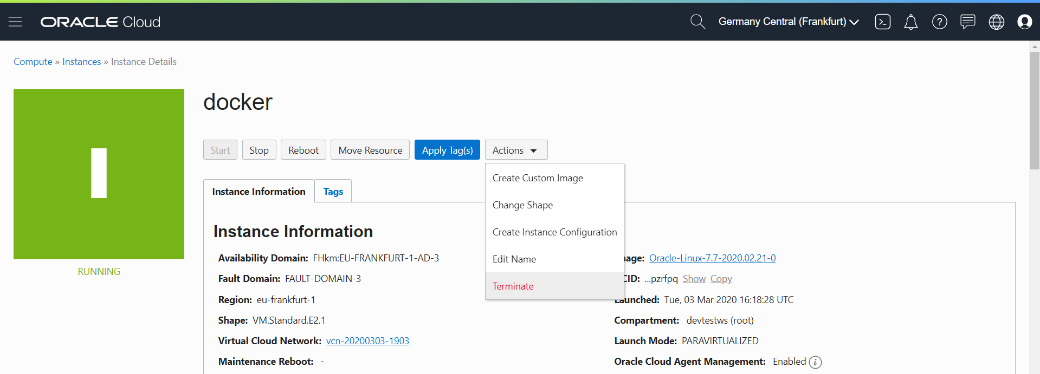 ORACLE Cloud
Germany Central (Frankfurt)
Compute » Instances » Instance Details
docker
Start Stop Reboot Move Resource Apply Tag(s) Actions
Create Custom Image
Change Shape
Create Instance Configuration
Edit Name
Terminate
Instance Information Tags
Instance Information
Availability Domain: FHkm:EU-FRANKFURT-1-AD-3
Fault Domain: FAULT-DOMAIN-3
Region: eu-frankfurt-1
Shape: VM.Standard.E2.1
Virtual Cloud Network: vcn-20200303-1903
Maintenance Reboot: -
Oracle-Linux-7.7-2020.02.21-0
...pzrfpq Show Copy
Launched: Tue, 03 Mar 2020 16:18:28 UTC
Compartment: devtestws (root)
Launch Mode: PARAVIRTUALIZED
Oracle Cloud Agent Management: Enabled
RUNNING